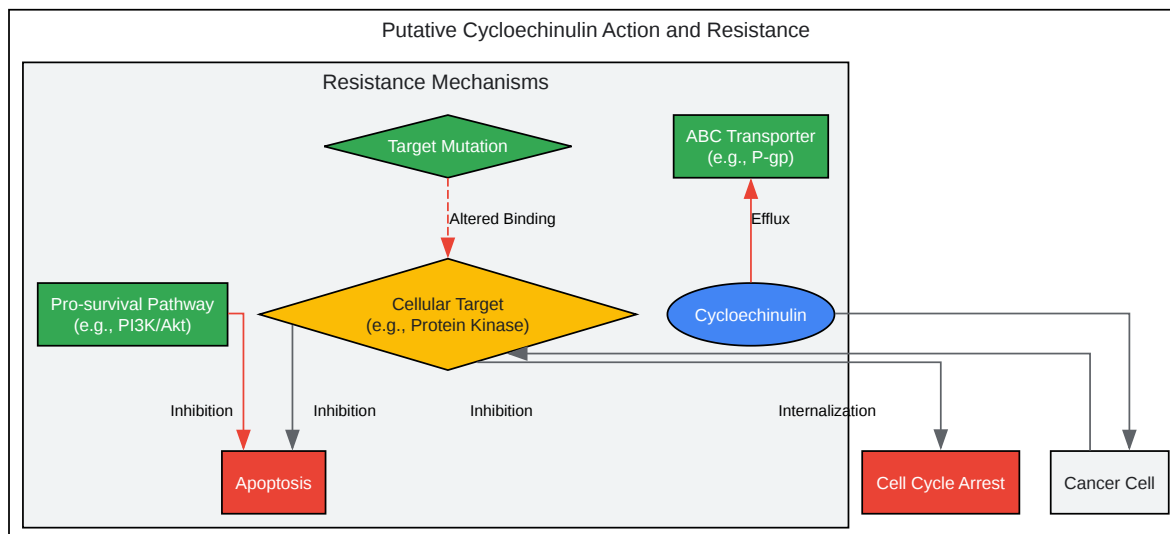 Putative Cycloechinulin Action and Resistance
Resistance Mechanisms
Target Mutation
ABC Transporter
(e.g., P-gp)
Altered Binding
Efflux
Pro-survival Pathway
(e.g., PI3K/Akt)
Cellular Target
(e.g., Protein Kinase)
Cycloechinulin
Inhibition
Inhibition
Inhibition
Internalization
Apoptosis
Cell Cycle Arrest
Cancer Cell